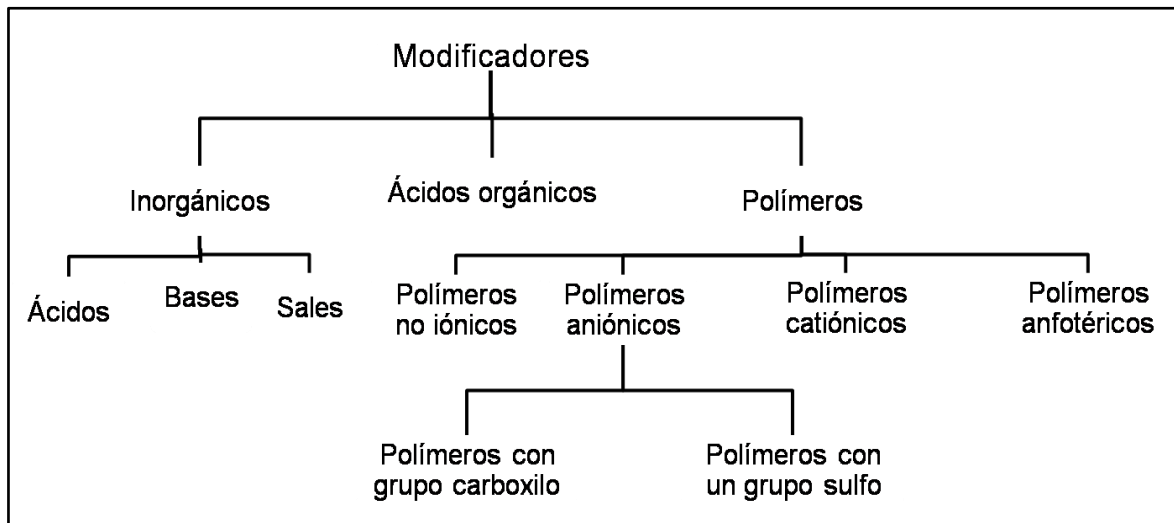 Modificadores
Inorgánicos
Ácidos orgánicos
Polímeros
Ácidos
Bases
Sales
Polímeros
no iónicos
Polímeros
aniónicos
Polímeros
catiónicos
Polímeros
anfotéricos
Polímeros con
grupo carboxilo
Polímeros con
un grupo sulfo